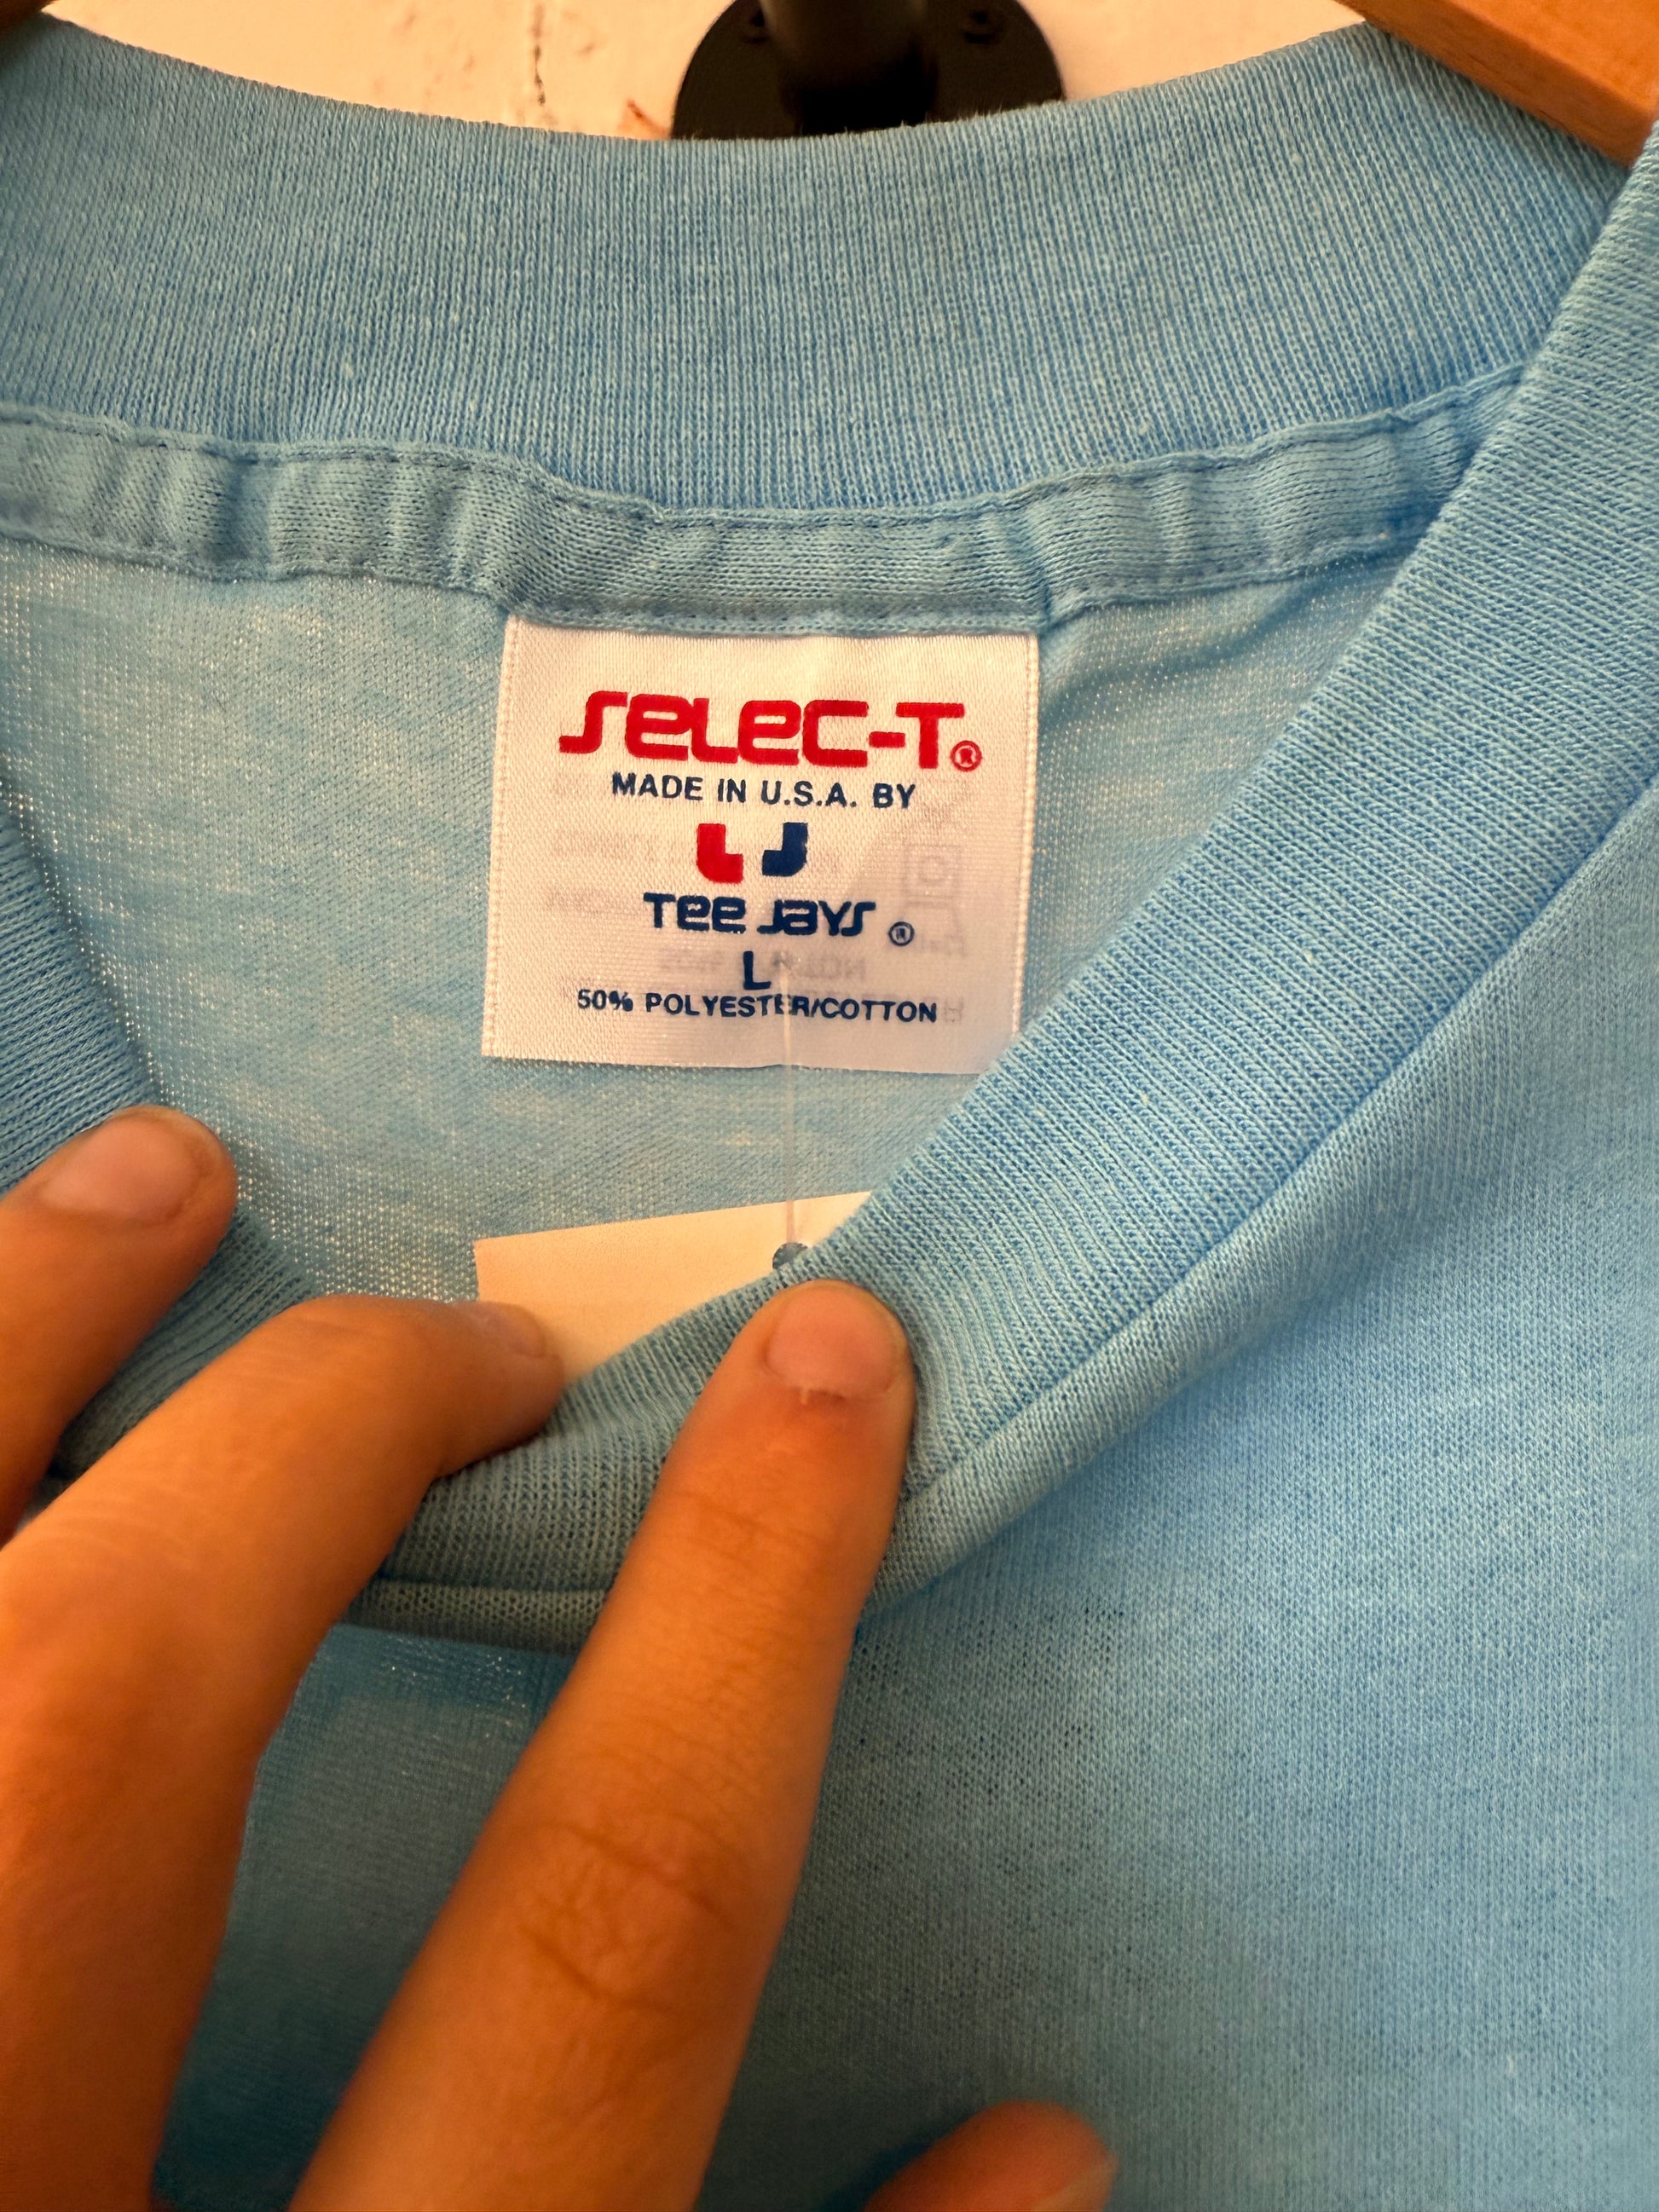 SELEC-T®
MADE IN U.S.A. BY
TEE JAYS ®
L
50% POLYESTER/COTTON